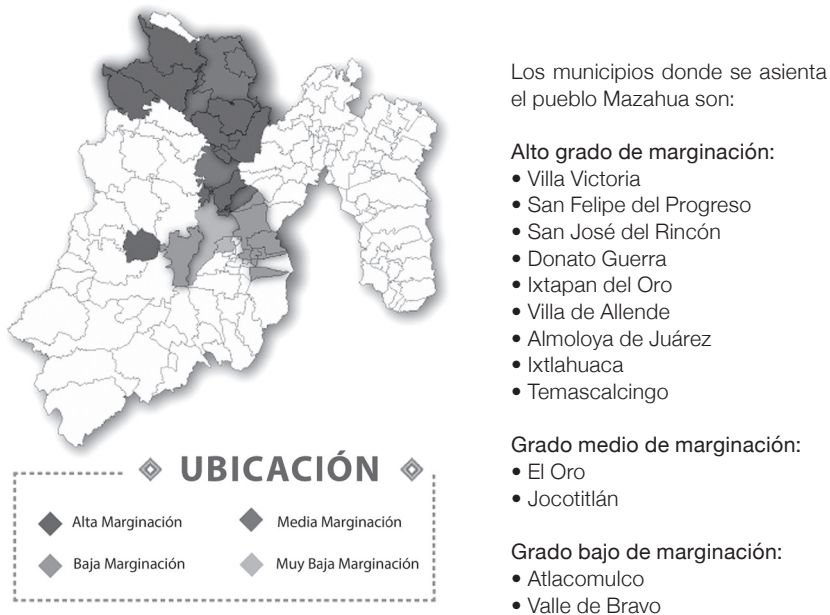 Los municipios donde se asienta
el pueblo Mazahua son:
Alto grado de marginación:
• Villa Victoria
• San Felipe del Progreso
• San José del Rincón
• Donato Guerra
• Ixtapan del Oro
• Villa de Allende
• Almoloya de Juárez
• Ixtlahuaca
• Temascalcingo
Grado medio de marginación:
• El Oro
• Jocotitlán
Grado bajo de marginación:
• Atlacomulco
• Valle de Bravo
UBICACIÓN
Alta Marginación
Media Marginación
Baja Marginación
Muy Baja Marginación